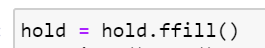 hold = hold.ffill()